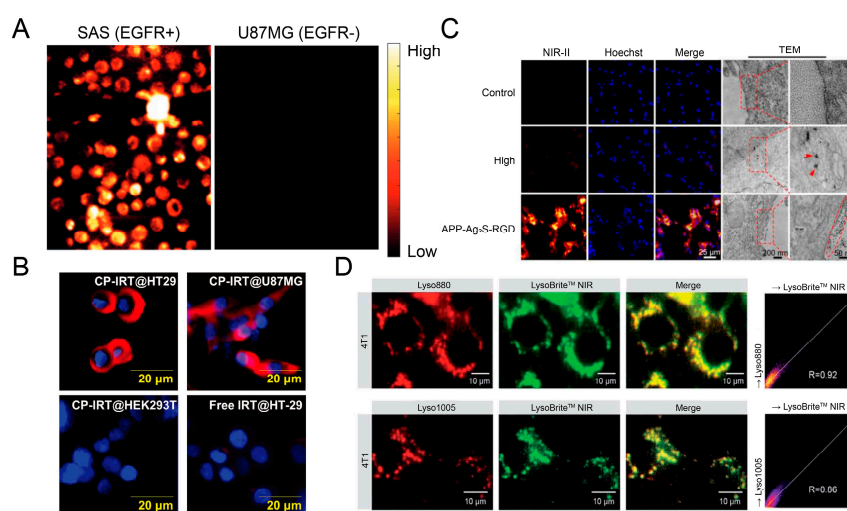 A
SAS (EGFR+)
U87MG (EGFR-)
High
Low
B
CP-IRT@HT29
CP-IRT@U87MG
20 µm
20 µm
CP-IRT@HEK293T
Free IRT@HT-29
20 µm
20 µm
C
NIR-II
Hoechst
Merge
TEM
Control
High
APP-Ag₂S-RGD
25 µm
200 nm
50 nm
D
Lyso880
LysoBrite™ NIR
Merge
→ LysoBrite™ NIR
4T1
→ Lyso880
10 µm
10 µm
10 µm
R=0.92
Lyso1005
LysoBrite™ NIR
Merge
→ LysoBrite™ NIR
4T1
→ Lyso1005
10 µm
10 µm
10 µm